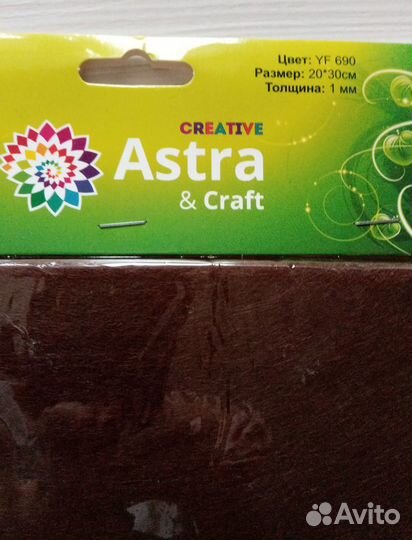 Цвет: YF 690
Размер: 20*30см
Толщина: 1 мм
CREATIVE
Astra
& Craft
Avito